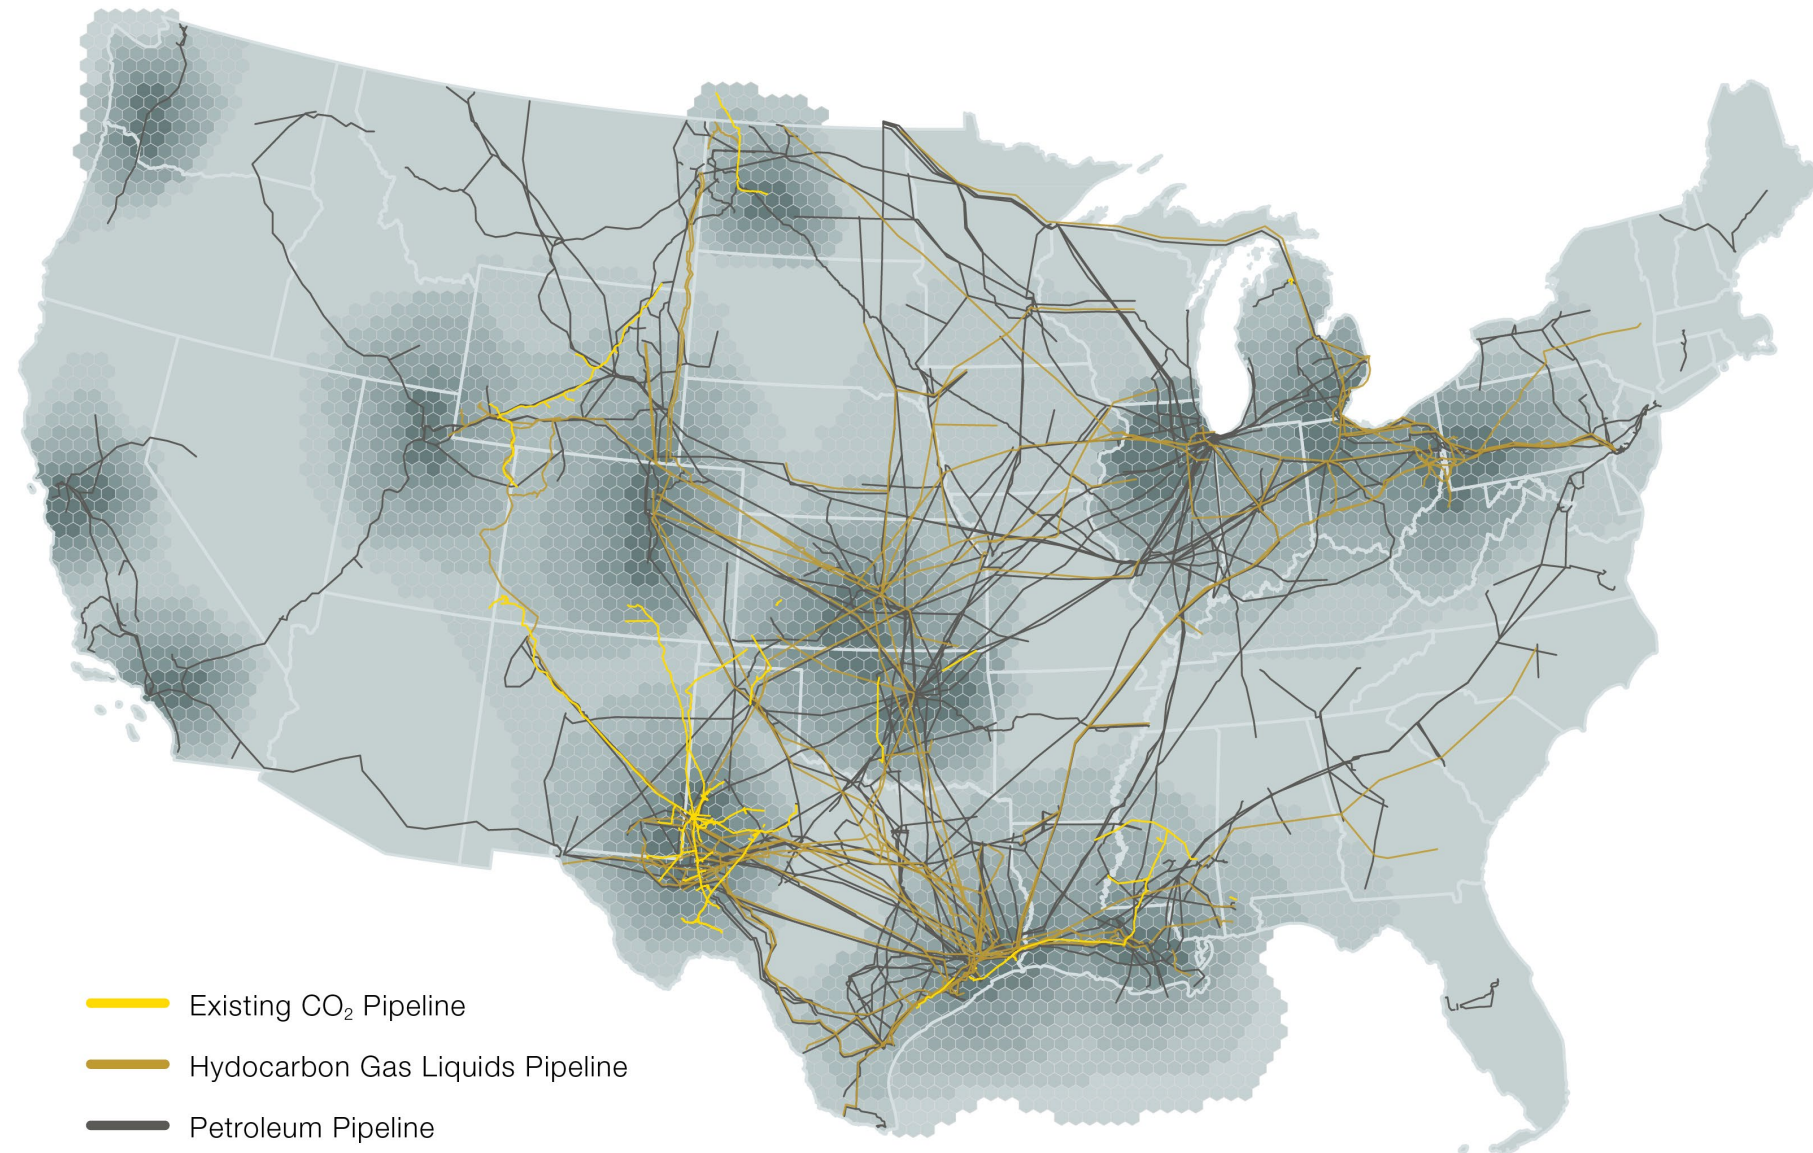 Existing CO₂ Pipeline
Hydocarbon Gas Liquids Pipeline
Petroleum Pipeline